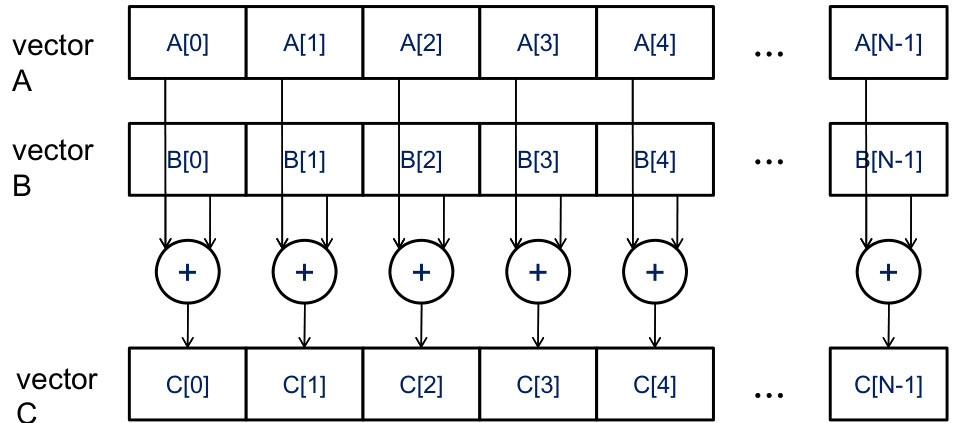 vector A[0] A[1] A[2] A[3] A[4] ... A[N-1]
A
vector B[0] B[1] B[2] B[3] B[4] ... B[N-1]
B
+ + + + + +
vector C[0] C[1] C[2] C[3] C[4] ... C[N-1]
C